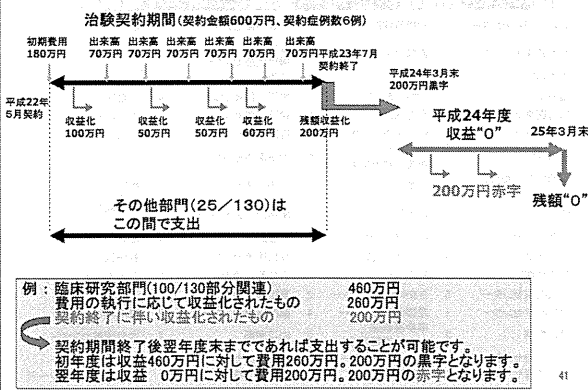 治験契約期間(契約金額600万円、契約症例数6例)
初期費用
180万円
出来高
70万円
出来高
70万円
出来高
70万円
出来高
70万円
出来高
70万円
出来高
70万円
平成23年7月
契約終了
平成24年3月末
200万円黒字
平成22年
5月契約
収益化
100万円
収益化
50万円
収益化
50万円
収益化
60万円
残額収益化
200万円
平成24年度
収益“0”
25年3月末
200万円赤字
残額“0”
その他部門(25/130)は
この間で支出
例:臨床研究部門(100/130部分関連) 460万円
費用の執行に応じて収益化されたもの 260万円
契約終了に伴い収益化されたもの 200万円
契約期間終了後翌年度末までであれば支出することが可能です。
初年度は収益460万円に対して費用260万円。200万円の黒字となります。
翌年度は収益 0万円に対して費用200万円。200万円の赤字となります。
41